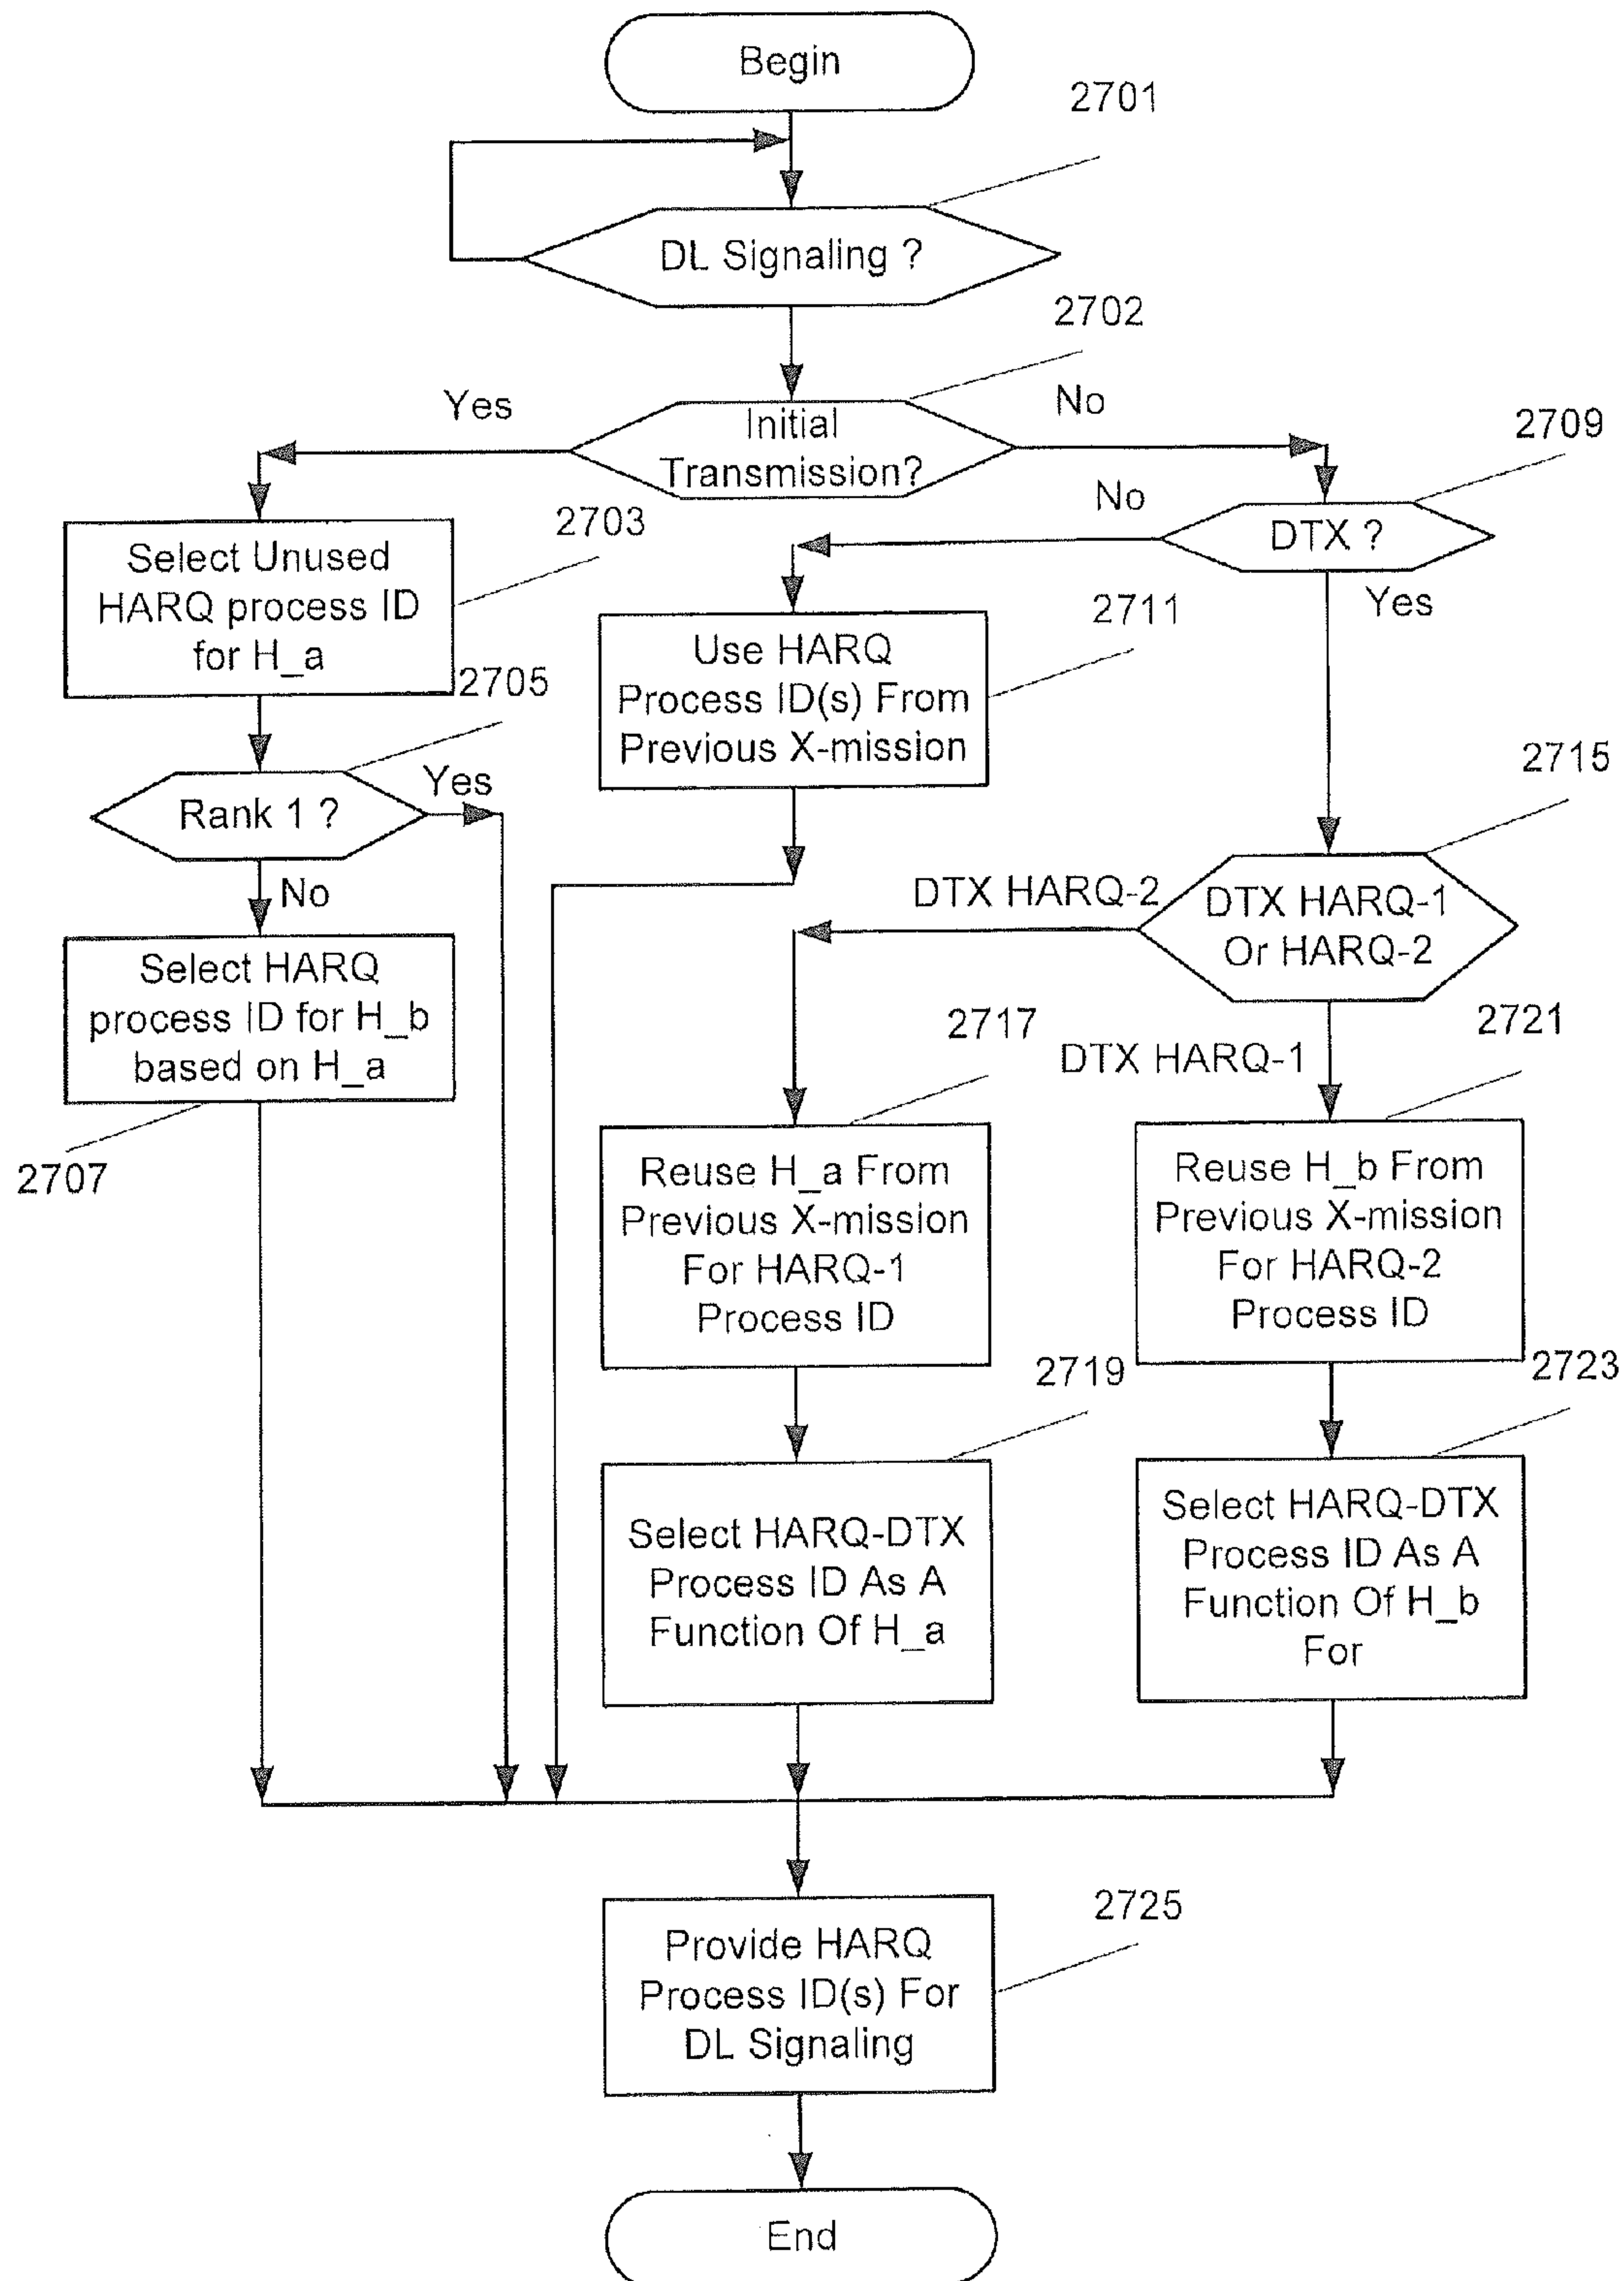 Begin
2701
DL Signaling ?
2702
Yes
Initial
Transmission?
No
2709
DTX ?
No
Yes
2703
Select Unused
HARQ process ID
for H_a
2711
Use HARQ
Process ID(s) From
Previous X-mission
2705
Rank 1 ?
Yes
No
2715
DTX HARQ-2
DTX HARQ-1
Or HARQ-2
Select HARQ
process ID for H_b
based on H_a
2707
2717
DTX HARQ-1
2721
Reuse H_a From
Previous X-mission
For HARQ-1
Process ID
Reuse H_b From
Previous X-mission
For HARQ-2
Process ID
2719
2723
Select HARQ-DTX
Process ID As A
Function Of H_a
Select HARQ-DTX
Process ID As A
Function Of H_b
For
2725
Provide HARQ
Process ID(s) For
DL Signaling
End